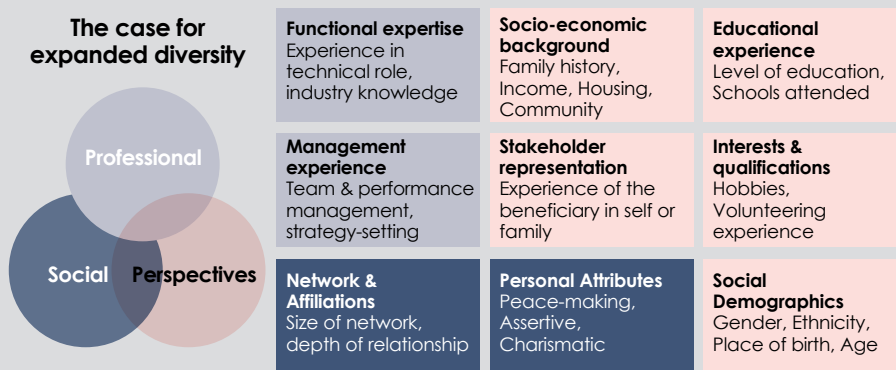 The case for
expanded diversity
Professional
Social
Perspectives
Functional expertise
Experience in
technical role,
industry knowledge
Socio-economic
background
Family history,
Income, Housing,
Community
Educational
experience
Level of education,
Schools attended
Management
experience
Team & performance
management,
strategy-setting
Stakeholder
representation
Experience of the
beneficiary in self or
family
Interests &
qualifications
Hobbies,
Volunteering
experience
Network &
Affiliations
Size of network,
depth of relationship
Personal Attributes
Peace-making,
Assertive,
Charismatic
Social
Demographics
Gender, Ethnicity,
Place of birth, Age